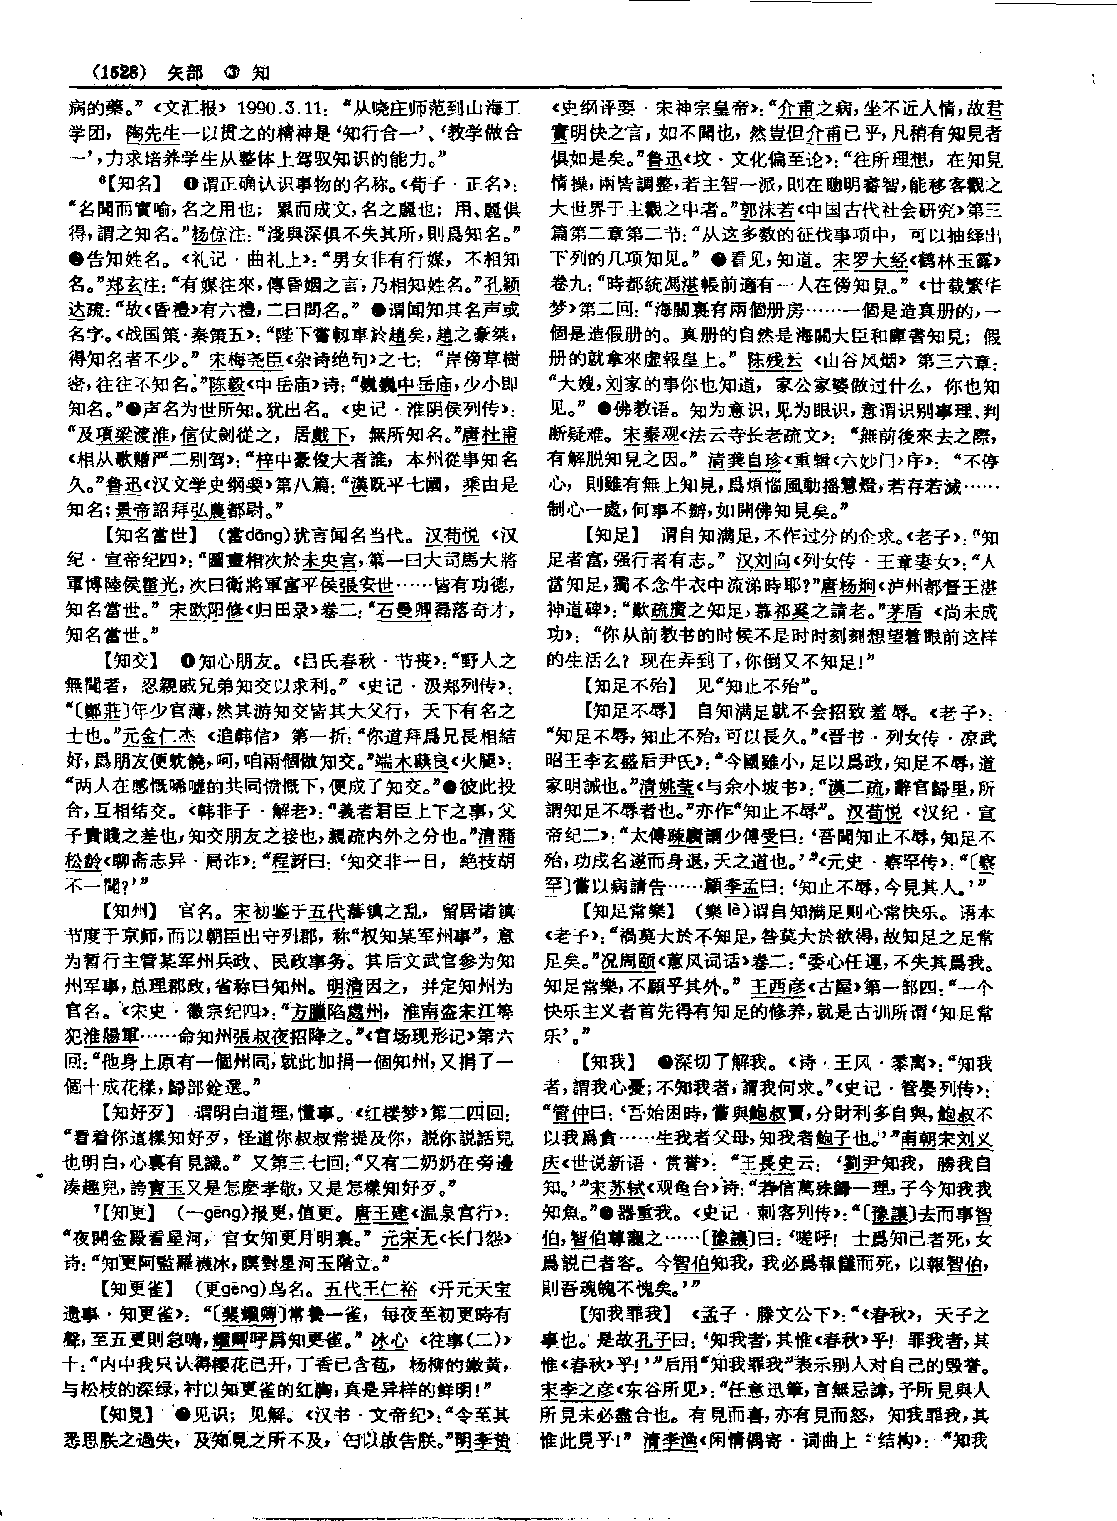 (1528) 矢部 ③ 知
病的藥。”《文汇报》1990.3.11：“从晓庄师范到山海工
学团，陶先生一以贯之的精神是‘知行合一’、‘教学做合
一’，力求培养学生从整体上驾驭知识的能力。”
⁶【知名】 ❶谓正确认识事物的名称。《荀子·正名》：
“名聞而實喻，名之用也；累而成文，名之麗也；用、麗俱
得，謂之知名。”杨倞注：“淺與深俱不失其所，則爲知名。”
❷告知姓名。《礼记·曲礼上》：“男女非有行媒，不相知
名。”郑玄注：“有媒往來，傳昏姻之言，乃相知姓名。”孔颖
达疏：“故《昏禮》有六禮，二曰問名。” ❸谓闻知其名声或
名字。《战国策·秦策五》：“陛下嘗軔車於趙矣，趙之豪桀，
得知名者不少。” 宋梅尧臣《杂诗绝句》之七：“岸傍草樹
密，往往不知名。”陈毅《中岳庙》诗：“巍巍中岳庙，少小即
知名。”❹声名为世所知。犹出名。《史记·淮阴侯列传》：
“及項梁渡淮，信仗劍從之，居戲下，無所知名。”唐杜甫
《相从歌赠严二别驾》：“梓中豪俊大者誰，本州從事知名
久。”鲁迅《汉文学史纲要》第八篇：“漢既平七國，乘由是
知名；景帝詔拜弘農都尉。”
【知名當世】 (當dāng)犹言闻名当代。汉荀悦《汉
纪·宣帝纪四》：“圖畫相次於未央宫，第一曰大司馬大將
軍博陸侯霍光，次曰衛將軍富平侯張安世……皆有功德，
知名當世。” 宋欧阳修《归田录》卷二：“石曼卿磊落奇才，
知名當世。”
【知交】 ❶知心朋友。《吕氏春秋·节丧》：“野人之
無聞者，忍親戚兄弟知交以求利。”《史记·汲郑列传》：
“〔鄭莊〕年少官薄，然其游知交皆其大父行，天下有名之
士也。”元金仁杰《追韩信》第一折：“你道拜爲兄長相結
好，爲朋友便軟饒，呵，咱兩個做知交。”端木蕻良《火腿》：
“两人在感慨唏嘘的共同愤慨下，便成了知交。”❷彼此投
合，互相结交。《韩非子·解老》：“義者君臣上下之事，父
子貴賤之差也，知交朋友之接也，親疏内外之分也。”清蒲
松龄《聊斋志异·局诈》：“程訝曰：‘知交非一日，絶枝胡
不一聞？’”
【知州】 官名。宋初鉴于五代藩镇之乱，留居诸镇
节度于京师，而以朝臣出守列郡，称“权知某军州事”，意
为暂行主管某军州兵政、民政事务。其后文武官参为知
州军事，总理郡政，省称曰知州。明清因之，并定知州为
官名。《宋史·徽宗纪四》：“方臘陷處州，淮南盗宋江等
犯淮陽軍……命知州張叔夜招降之。”《官场现形记》第六
回：“他身上原有一個州同，就此加捐一個知州，又捐了一
個十成花樣，歸部銓選。”
【知好歹】 谓明白道理，懂事。《红楼梦》第二四回：
“看着你這樣知好歹，怪道你叔叔常提及你，説你説話兒
也明白，心裏有見識。” 又第三七回：“又有二奶奶在旁邊
凑趣兒，誇寶玉又是怎麽孝敬，又是怎樣知好歹。”
⁷【知更】 (—gēng)报更，值更。唐王建《温泉宫行》：
“夜開金殿看星河，宫女知更月明裏。” 元宋无《长门怨》
诗：“知更阿監羅襪冰，瞑對星河玉階立。”
【知更雀】 (更gēng)鸟名。五代王仁裕《开元天宝
遗事·知更雀》：“〔裴耀卿〕常養一雀，每夜至初更時有
聲，至五更則急鳴，耀卿呼爲知更雀。” 冰心《往事(二)》
十：“内中我只认得樱花已开，丁香已含苞，杨柳的嫩黄，
与松枝的深绿，衬以知更雀的红胸，真是异样的鲜明！”
【知見】 ❶见识；见解。《汉书·文帝纪》：“令至其
悉思朕之過失，及知見之所不及，匄以啟告朕。”明李贽
《史纲评要·宋神宗皇帝》：“介甫之病，坐不近人情，故君
實明快之言，如不聞也，然豈但介甫已乎，凡稍有知見者
俱如是矣。”鲁迅《坟·文化偏至论》：“往所理想，在知見
情操，兩皆調整，若主智一派，則在聰明睿智，能移客觀之
大世界于主觀之中者。”郭沫若《中国古代社会研究》第三
篇第二章第二节：“从这多数的征伐事项中，可以抽绎出
下列的几项知见。” ❷看见，知道。宋罗大经《鹤林玉露》
卷九：“時都統馮湛帳前適有一人在傍知見。”《廿载繁华
梦》第二回：“海關裏有兩個册房……一個是造真册的，一
個是造假册的。真册的自然是海關大臣和庫書知見；假
册的就拿來虚報皇上。” 陈残云《山谷风烟》第三六章：
“大嫂，刘家的事你也知道，家公家婆做过什么，你也知
见。” ❸佛教语。知为意识，见为眼识，意谓识别事理、判
断疑难。宋秦观《法云寺长老疏文》：“無前後來去之際，
有解脱知見之因。” 清龚自珍《重辑〈六妙门〉序》：“不停
心，則雖有無上知見，爲煩惱風動摇慧燈，若存若滅……
制心一處，何事不辦，如開佛知見矣。”
【知足】 谓自知满足，不作过分的企求。《老子》：“知
足者富，强行者有志。” 汉刘向《列女传·王章妻女》：“人
當知足，獨不念牛衣中流涕時耶？”唐杨炯《泸州都督王湛
神道碑》：“歎疏廣之知足，慕祁奚之請老。”茅盾《尚未成
功》：“你从前教书的时候不是时时刻刻想望着眼前这样
的生活么？现在弄到了，你倒又不知足！”
【知足不殆】 见“知止不殆”。
【知足不辱】 自知满足就不会招致羞辱。《老子》：
“知足不辱，知止不殆，可以長久。”《晋书·列女传·凉武
昭王李玄盛后尹氏》：“今國雖小，足以爲政，知足不辱，道
家明誡也。”清姚莹《与余小坡书》：“漢二疏，辭官歸里，所
謂知足不辱者也。”亦作“知止不辱”。汉荀悦《汉纪·宣
帝纪二》：“太傅疎廣謂少傅受曰：‘吾聞知止不辱，知足不
殆，功成名遂而身退，天之道也。’”《元史·察罕传》：“〔察
罕〕嘗以病請告……顧李孟曰：‘知止不辱，今見其人。’”
【知足常樂】 (樂lè)谓自知满足则心常快乐。语本
《老子》：“禍莫大於不知足，咎莫大於欲得，故知足之足常
足矣。”况周颐《蕙风词话》卷二：“委心任運，不失其爲我。
知足常樂，不願乎其外。” 王西彦《古屋》第一部四：“一个
快乐主义者首先得有知足的修养，就是古训所谓‘知足常
乐’。”
【知我】 ❶深切了解我。《诗·王风·黍离》：“知我
者，謂我心憂；不知我者，謂我何求。”《史记·管晏列传》：
“管仲曰：‘吾始困時，嘗與鮑叔賈，分財利多自與，鮑叔不
以我爲貪……生我者父母，知我者鮑子也。’”南朝宋刘义
庆《世说新语·赏誉》：“王長史云：‘劉尹知我，勝我自
知。’”宋苏轼《观鱼台》诗：“若信萬殊歸一理，子今知我我
知魚。”❷器重我。《史记·刺客列传》：“〔豫讓〕去而事智
伯，智伯尊寵之……〔豫讓〕曰：‘嗟呼！士爲知己者死，女
爲説己者容。今智伯知我，我必爲報讎而死，以報智伯，
則吾魂魄不愧矣。’”
【知我罪我】 《孟子·滕文公下》：“《春秋》，天子之
事也。是故孔子曰：‘知我者，其惟《春秋》乎！罪我者，其
惟《春秋》乎！’”后用“知我罪我”表示别人对自己的毁誉。
宋李之彦《东谷所见》：“任意迅筆，言無忌諱，予所見與人
所見未必盡合也。有見而喜，亦有見而怒，知我罪我，其
惟此見乎！” 清李渔《闲情偶寄·词曲上·结构》：“知我